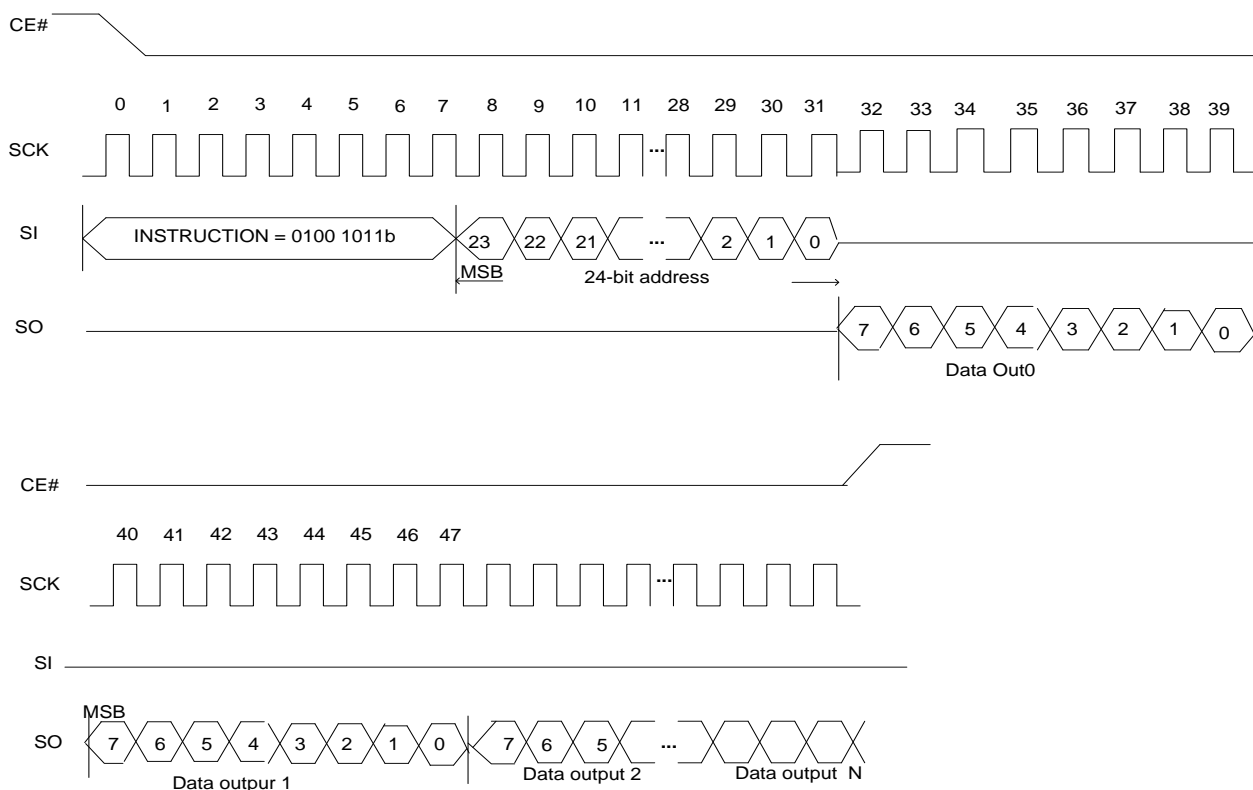 CE#
0 1 2 3 4 5 6 7 8 9 10 11 28 29 30 31 32 33 34 35 36 37 38 39
SCK ...
SI INSTRUCTION = 0100 1011b 23 22 21 ... 2 1 0
MSB 24-bit address
SO 7 6 5 4 3 2 1 0
Data Out0
CE#
40 41 42 43 44 45 46 47
SCK ...
SI
MSB
SO 7 6 5 4 3 2 1 0 7 6 5 ...
Data outpur 1 Data output 2 Data output N